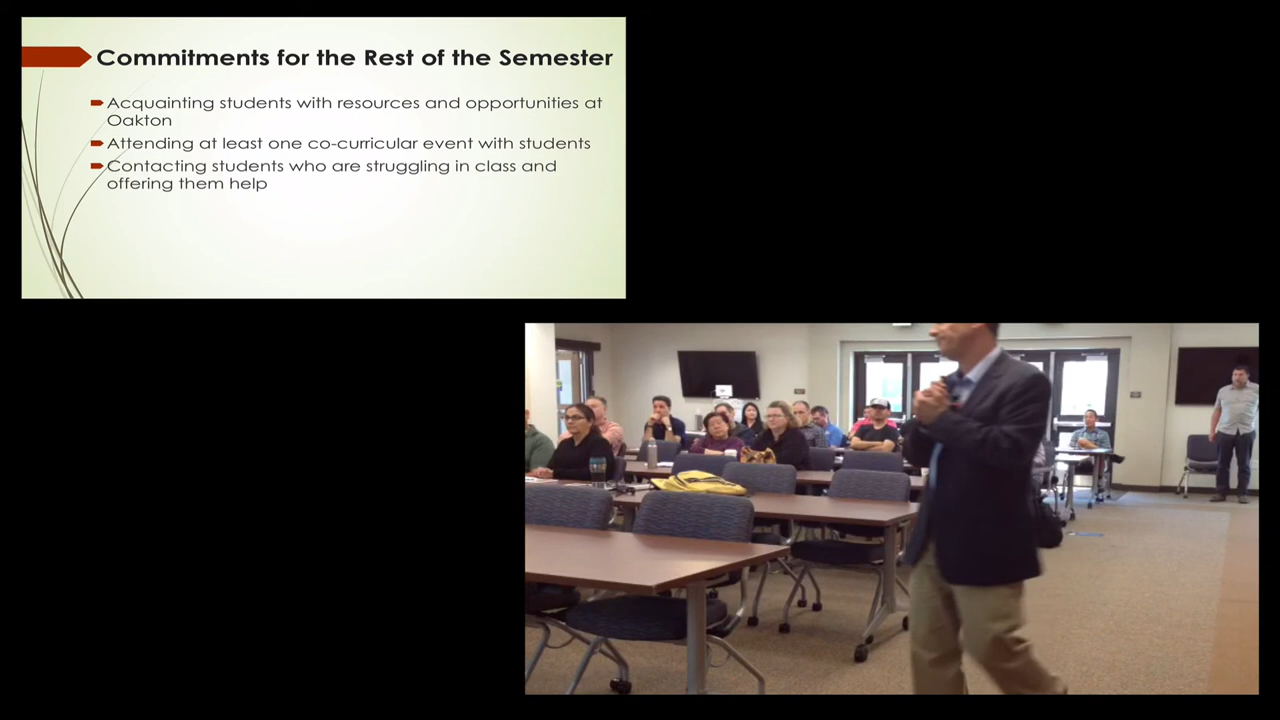 Commitments for the Rest of the Semester
Acquainting students with resources and opportunities at
Oakton
Attending at least one co-curricular event with students
Contacting students who are struggling in class and
offering them help